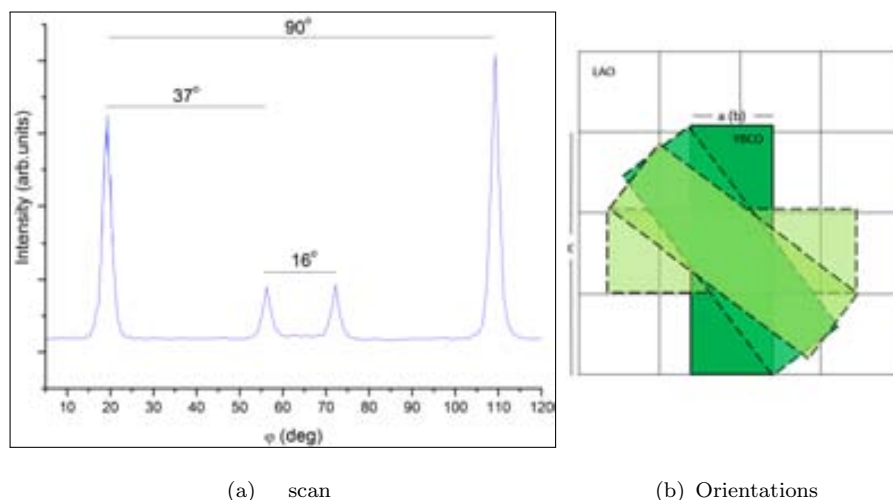 90°
37°
16°
Intensity (arb.units)
10 20 30 40 50 60 70 80 90 100 110 120
φ (deg)
LAO
a (b)
YBCO
(a) scan
(b) Orientations